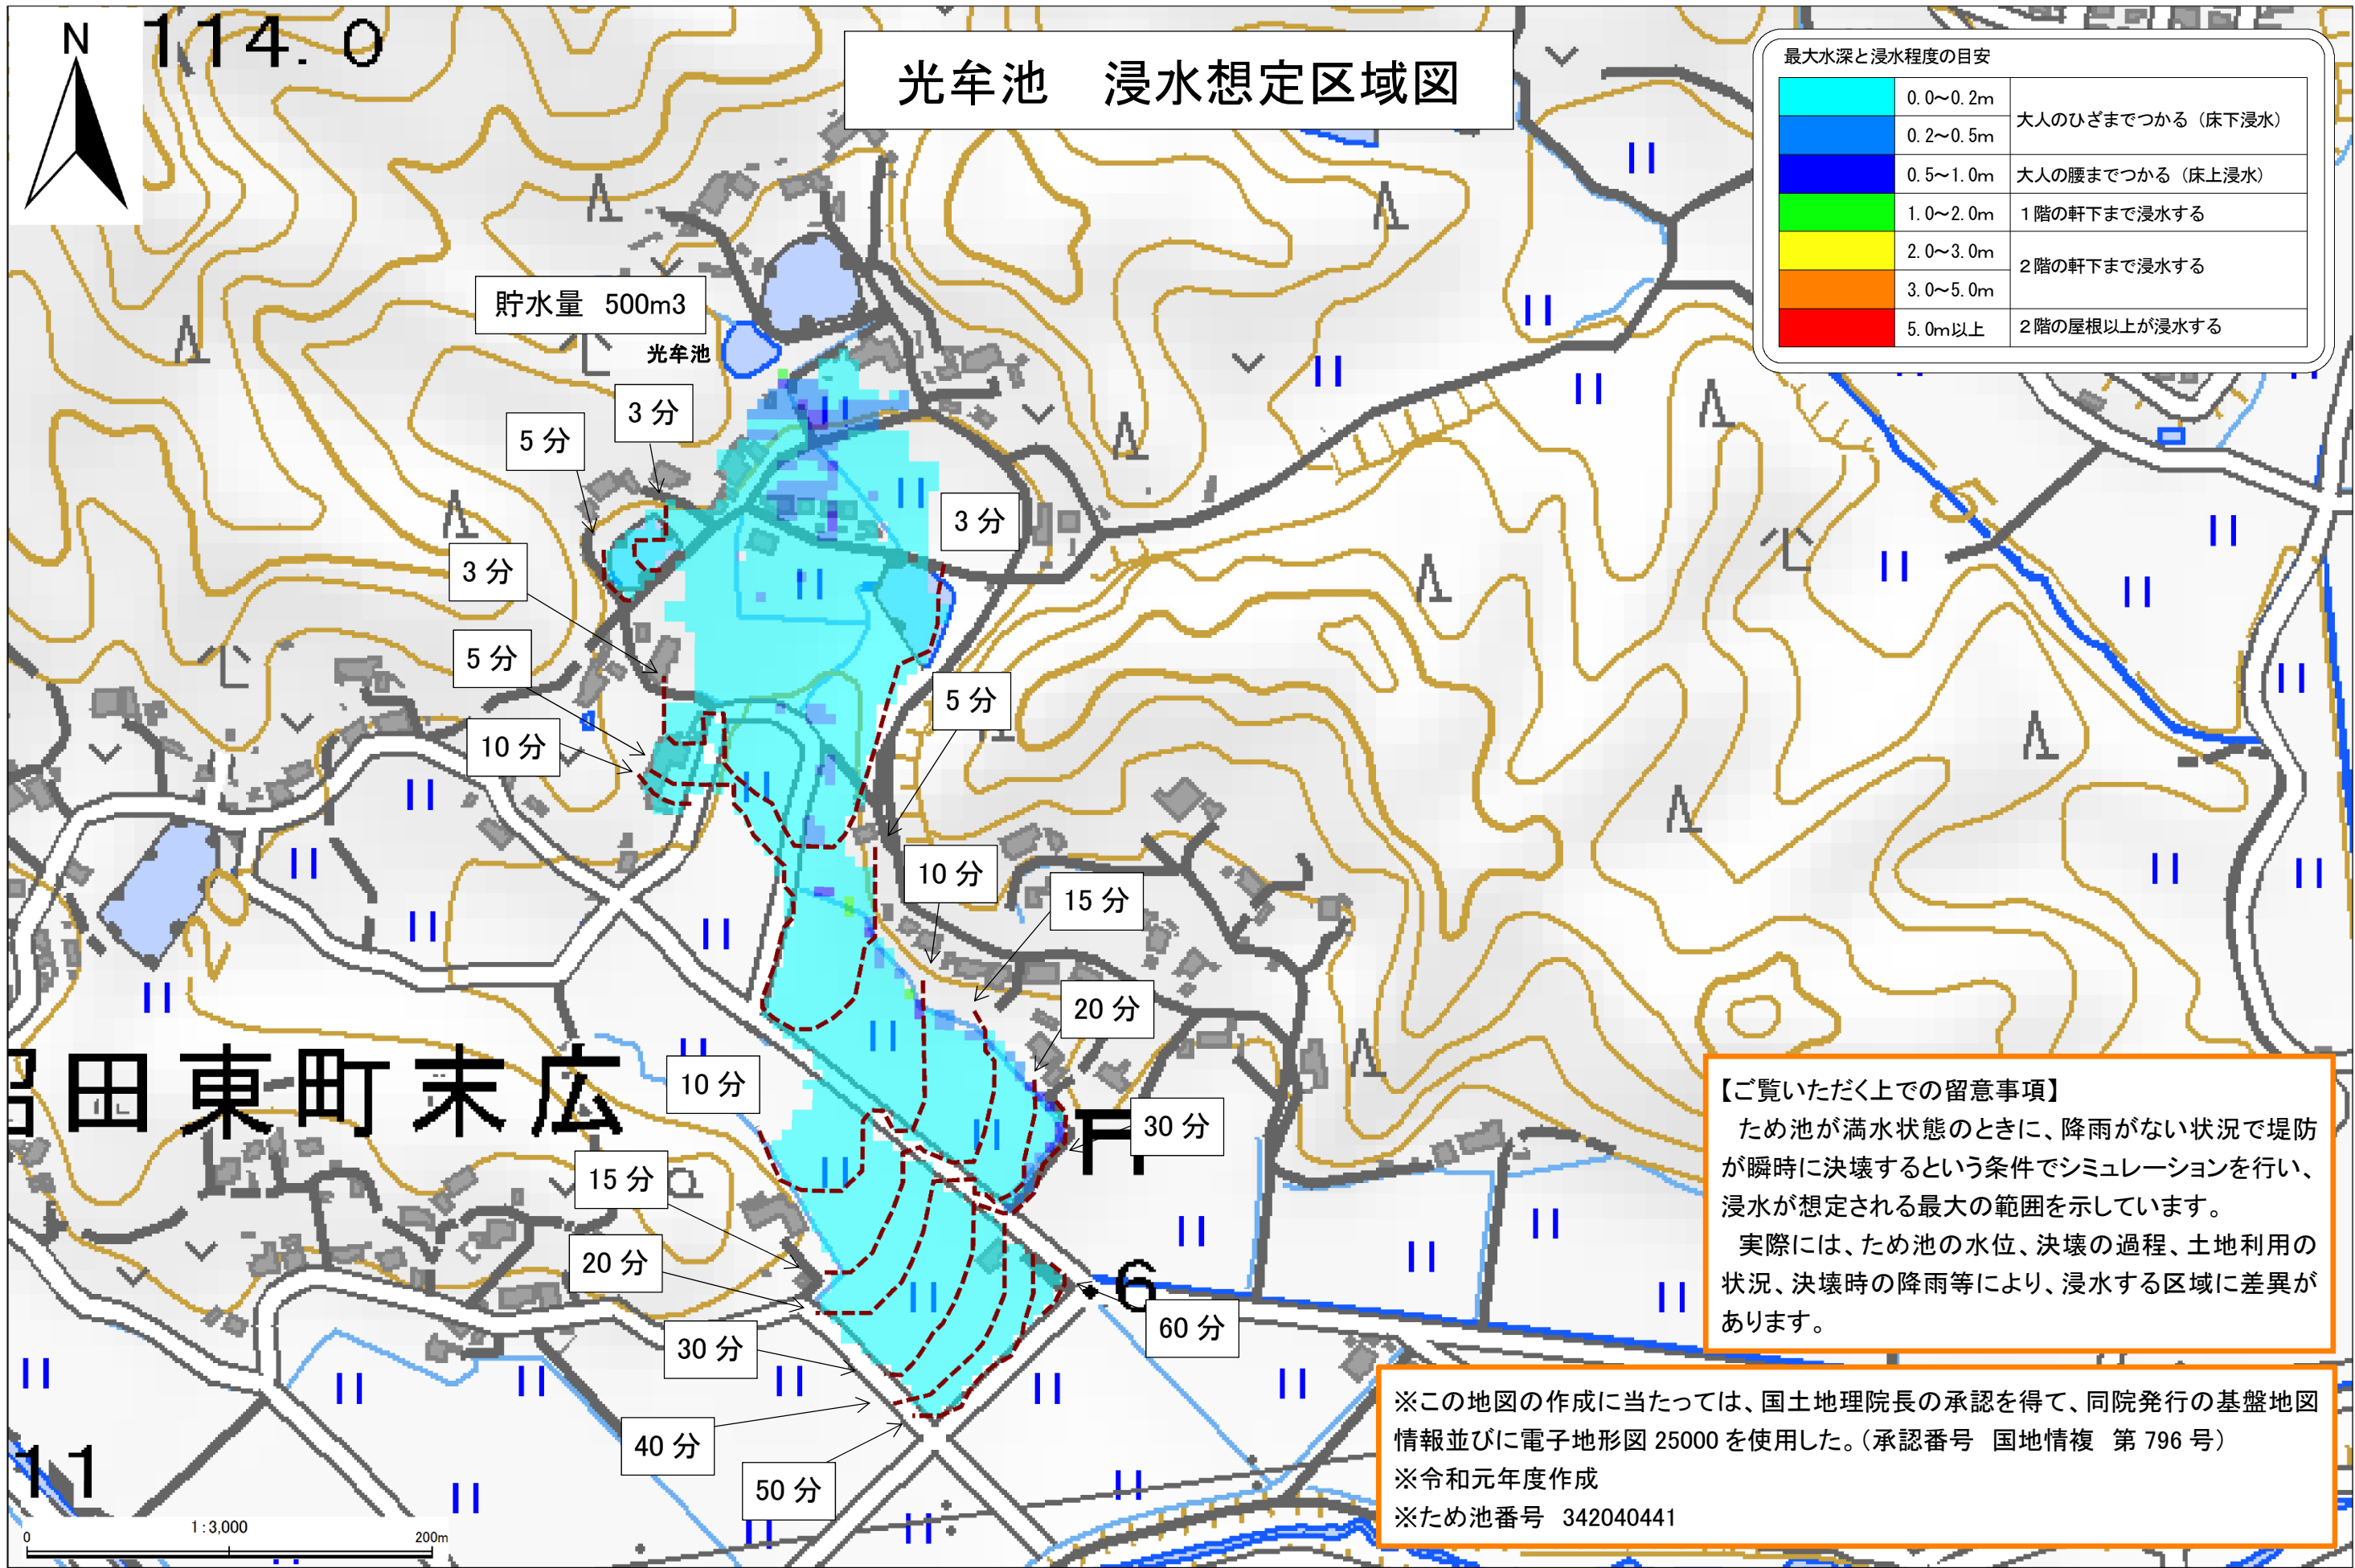 N
114.0
光牟池 浸水想定区域図
最大水深と浸水程度の目安
0.0～0.2m
大人のひざまでつかる（床下浸水）
0.2～0.5m
0.5～1.0m
大人の腰までつかる（床上浸水）
1.0～2.0m
１階の軒下まで浸水する
2.0～3.0m
２階の軒下まで浸水する
3.0～5.0m
5.0m以上
２階の屋根以上が浸水する
貯水量 500m3
光牟池
3 分
5 分
3 分
3 分
5 分
5 分
10 分
10 分
15 分
20
20 分
10 分
30 分
沼田東町末広
15 分
20 分
6
60 分
30 分
40 分
50 分
11
【ご覧いただく上での留意事項】
ため池が満水状態のときに、降雨がない状況で堤防
が瞬時に決壊するという条件でシミュレーションを行い、
浸水が想定される最大の範囲を示しています。
実際には、ため池の水位、決壊の過程、土地利用の
状況、決壊時の降雨等により、浸水する区域に差異が
あります。
※この地図の作成に当たっては、国土地理院長の承認を得て、同院発行の基盤地図
情報並びに電子地形図 25000 を使用した。（承認番号 国地情複 第 796 号）
※令和元年度作成
※ため池番号 342040441
1：3,000
0
200m